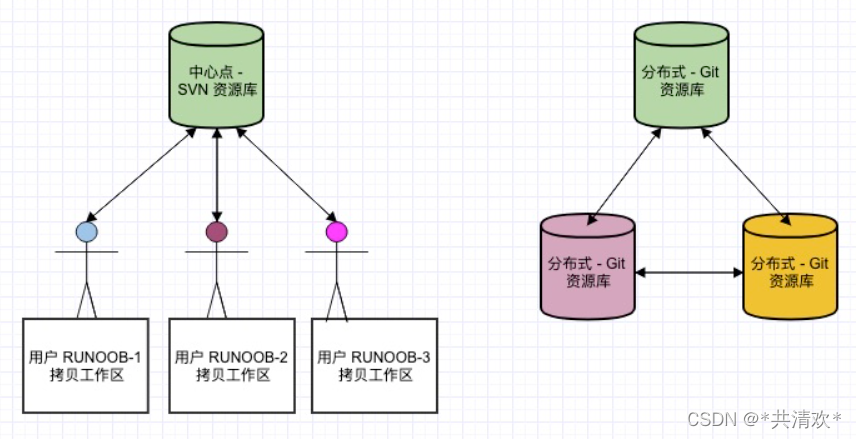 中心点 -
SVN 资源库
分布式 - Git
资源库
分布式 - Git
资源库
分布式 - Git
资源库
用户 RUNOOB-1
拷贝工作区
用户 RUNOOB-2
拷贝工作区
用户 RUNOOB-3
拷贝工作区
CSDN @*共清欢*